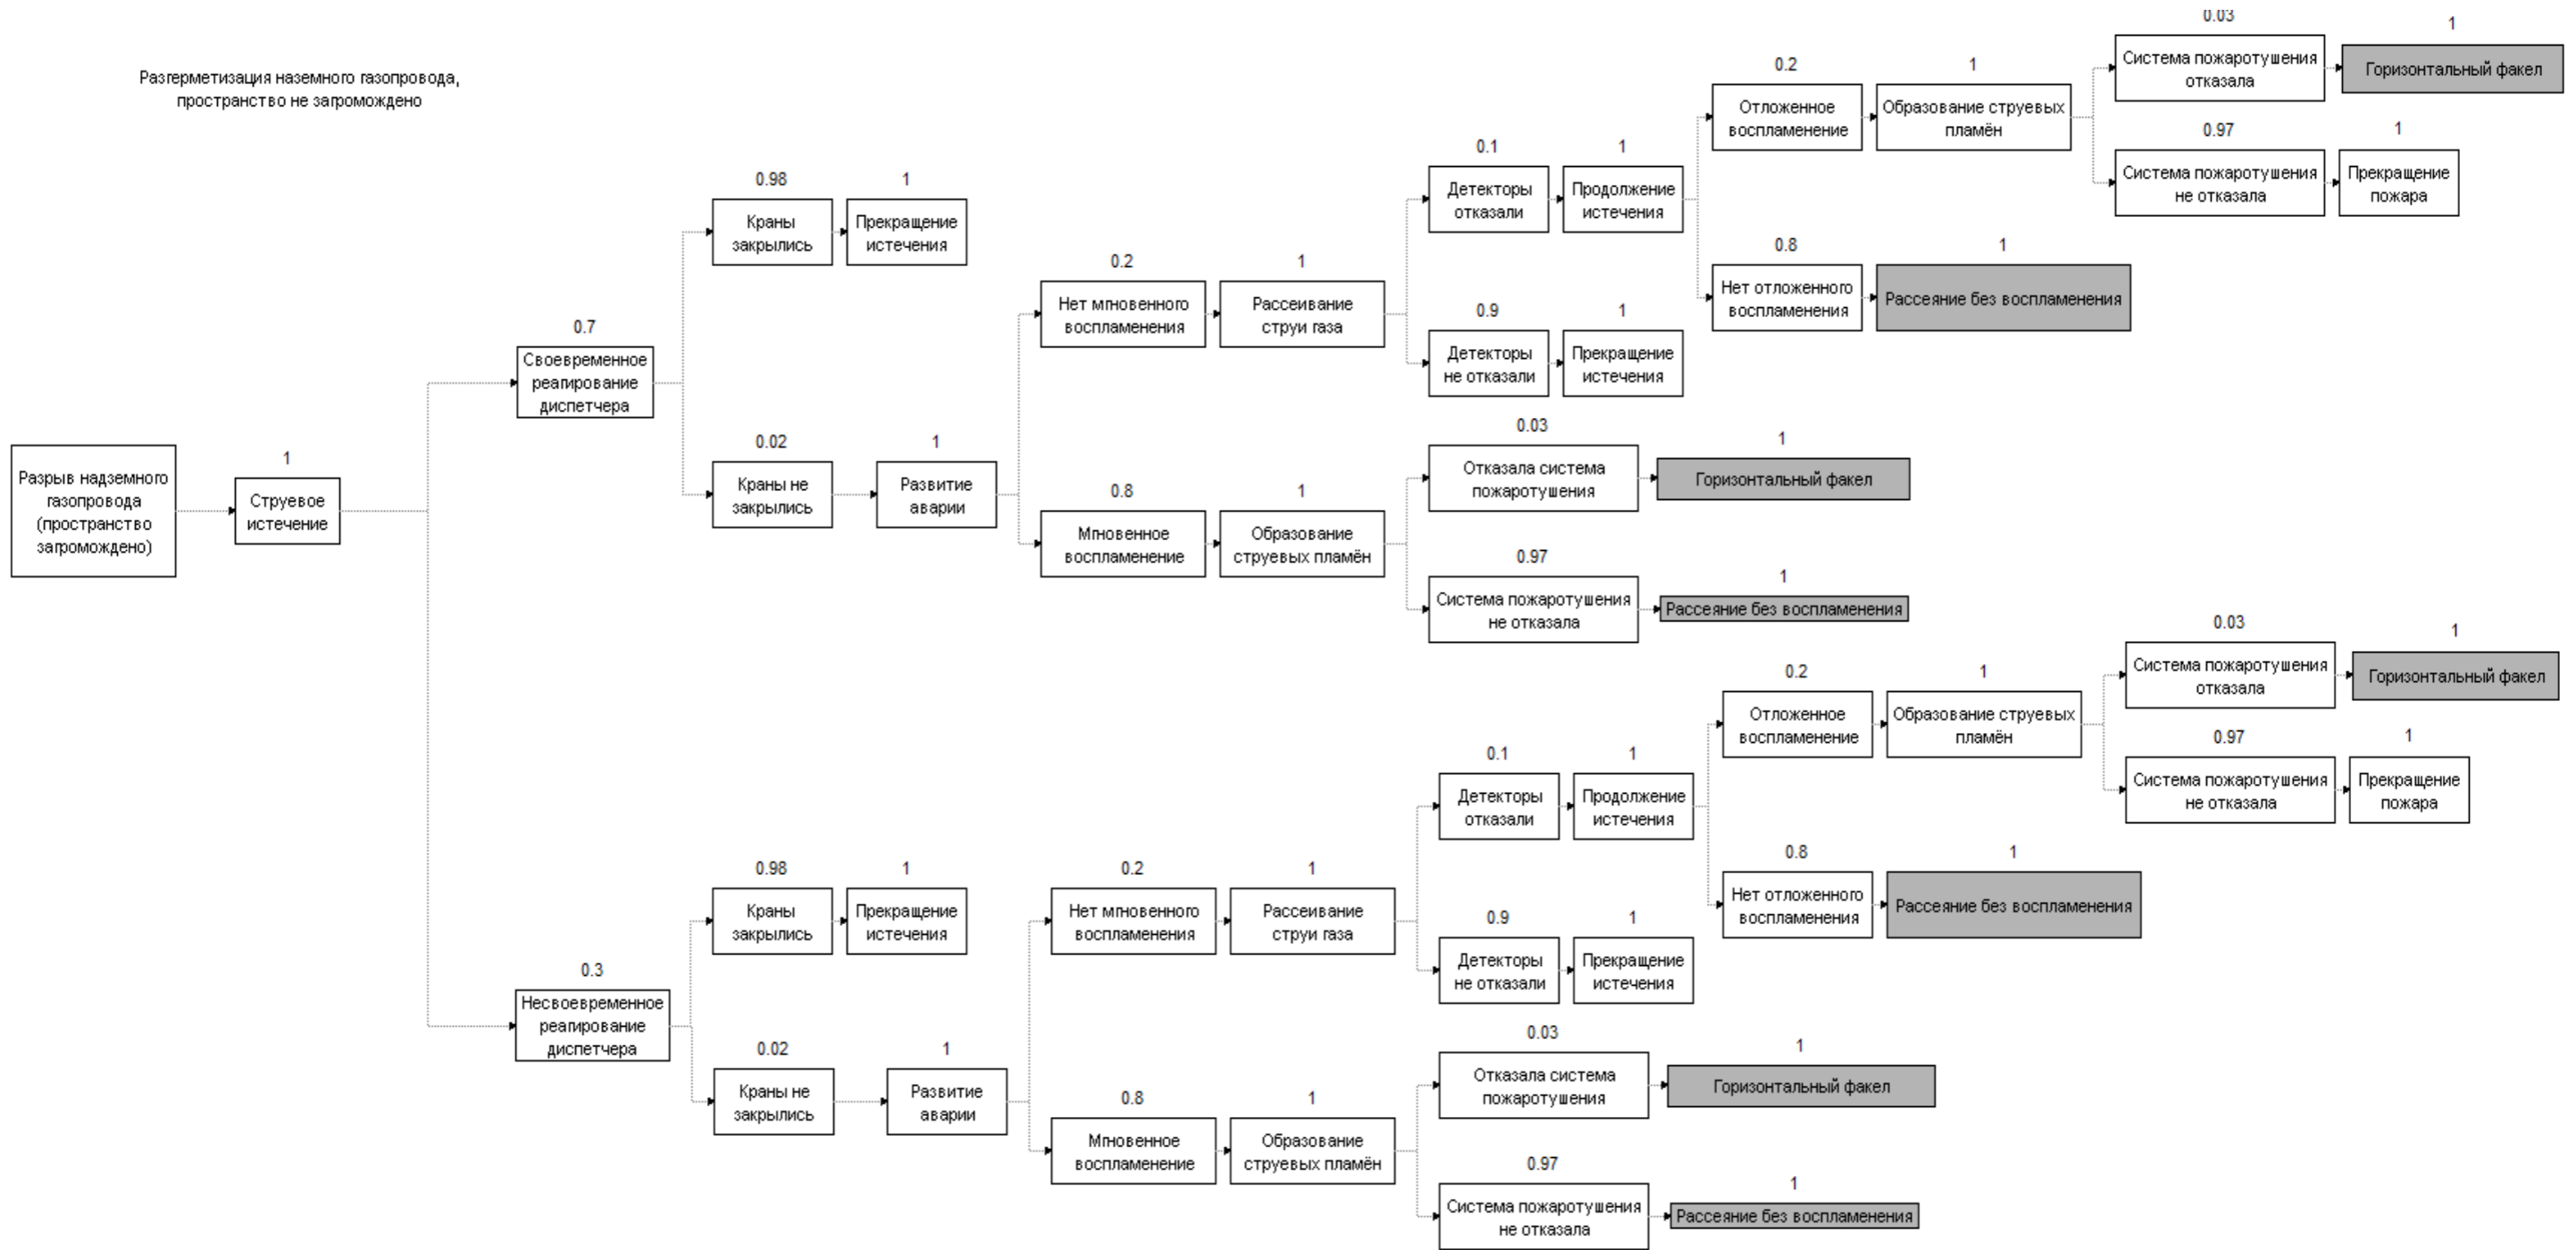 Разгерметизация наземного газопровода,
пространство не загромождено
Разрыв надземного
газопровода
(пространство
загромождено)
1
Струевое
истечение
0.7
Своевременное
реагирование
диспетчера
0.98
Краны
закрылись
1
Прекращение
истечения
0.02
Краны не
закрылись
1
Развитие
аварии
0.2
Нет мгновенного
воспламенения
1
Рассеивание
струи газа
0.1
Детекторы
отказали
1
Продолжение
истечения
0.2
Отложенное
воспламенение
1
Образование струевых
пламён
0.03
Система пожаротушения
отказала
1
Горизонтальный факел
0.97
Система пожаротушения
не отказала
1
Прекращение
пожара
0.8
Нет отложенного
воспламенения
1
Рассеяние без воспламенения
0.9
Детекторы
не отказали
1
Прекращение
истечения
0.8
Мгновенное
воспламенение
1
Образование
струевых пламён
0.03
Отказала система
пожаротушения
1
Горизонтальный факел
0.97
Система пожаротушения
не отказала
1
Рассеяние без воспламенения
0.3
Несвоевременное
реагирование
диспетчера
0.98
Краны
закрылись
1
Прекращение
истечения
0.02
Краны не
закрылись
1
Развитие
аварии
0.2
Нет мгновенного
воспламенения
1
Рассеивание
струи газа
0.1
Детекторы
отказали
1
Продолжение
истечения
0.2
Отложенное
воспламенение
1
Образование струевых
пламён
0.03
Система пожаротушения
отказала
1
Горизонтальный факел
0.97
Система пожаротушения
не отказала
1
Прекращение
пожара
0.8
Нет отложенного
воспламенения
1
Рассеяние без воспламенения
0.9
Детекторы
не отказали
1
Прекращение
истечения
0.8
Мгновенное
воспламенение
1
Образование
струевых пламён
0.03
Отказала система
пожаротушения
1
Горизонтальный факел
0.97
Система пожаротушения
не отказала
1
Рассеяние без воспламенения